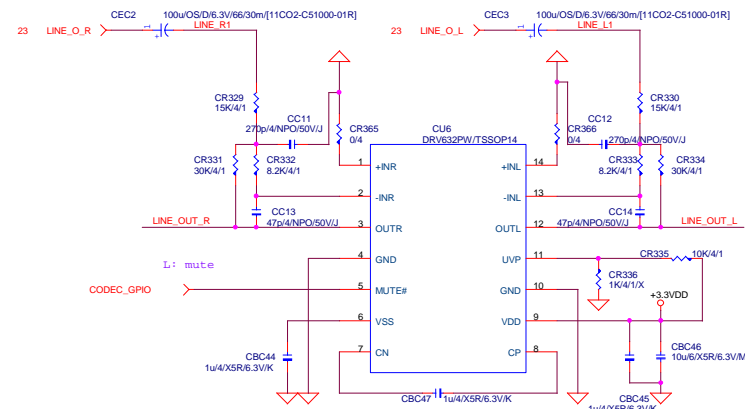 CEC2
100u/OS/D/6.3V/66/30m/[11CO2-C51000-01R]
CEC3
100u/OS/D/6.3V/66/30m/[11CO2-C51000-01R]
23 LINE_O_R
LINE_R1
23 LINE_O_L
LINE_L1
CR329
15K/4/1
CR330
15K/4/1
CC11
270p/4/NPO/50V/J
CR365
0/4
CU6
DRV632PW/TSSOP14
CR366
0/4
CC12
270p/4/NPO/50V/J
CR331
30K/4/1
CR332
8.2K/4/1
CR333
8.2K/4/1
CR334
30K/4/1
1 +INR
+INL 14
2 -INR
-INL 13
CC13
47p/4/NPO/50V/J
CC14
47p/4/NPO/50V/J
LINE_OUT_R
3 OUTR
OUTL 12
LINE_OUT_L
4 GND
UVP 11
CR335 10K/4/1
L: mute
CR336
1K/4/1/X
CODEC_GPIO
5 MUTE#
GND 10
+3.3VDD
6 VSS
VDD 9
7 CN
CP 8
CBC44
1u/4/X5R/6.3V/K
CBC46
10u/6/X5R/6.3V/M
CBC47 1u/4/X5R/6.3V/K
CBC45
1u/4/X5R/6.3V/K